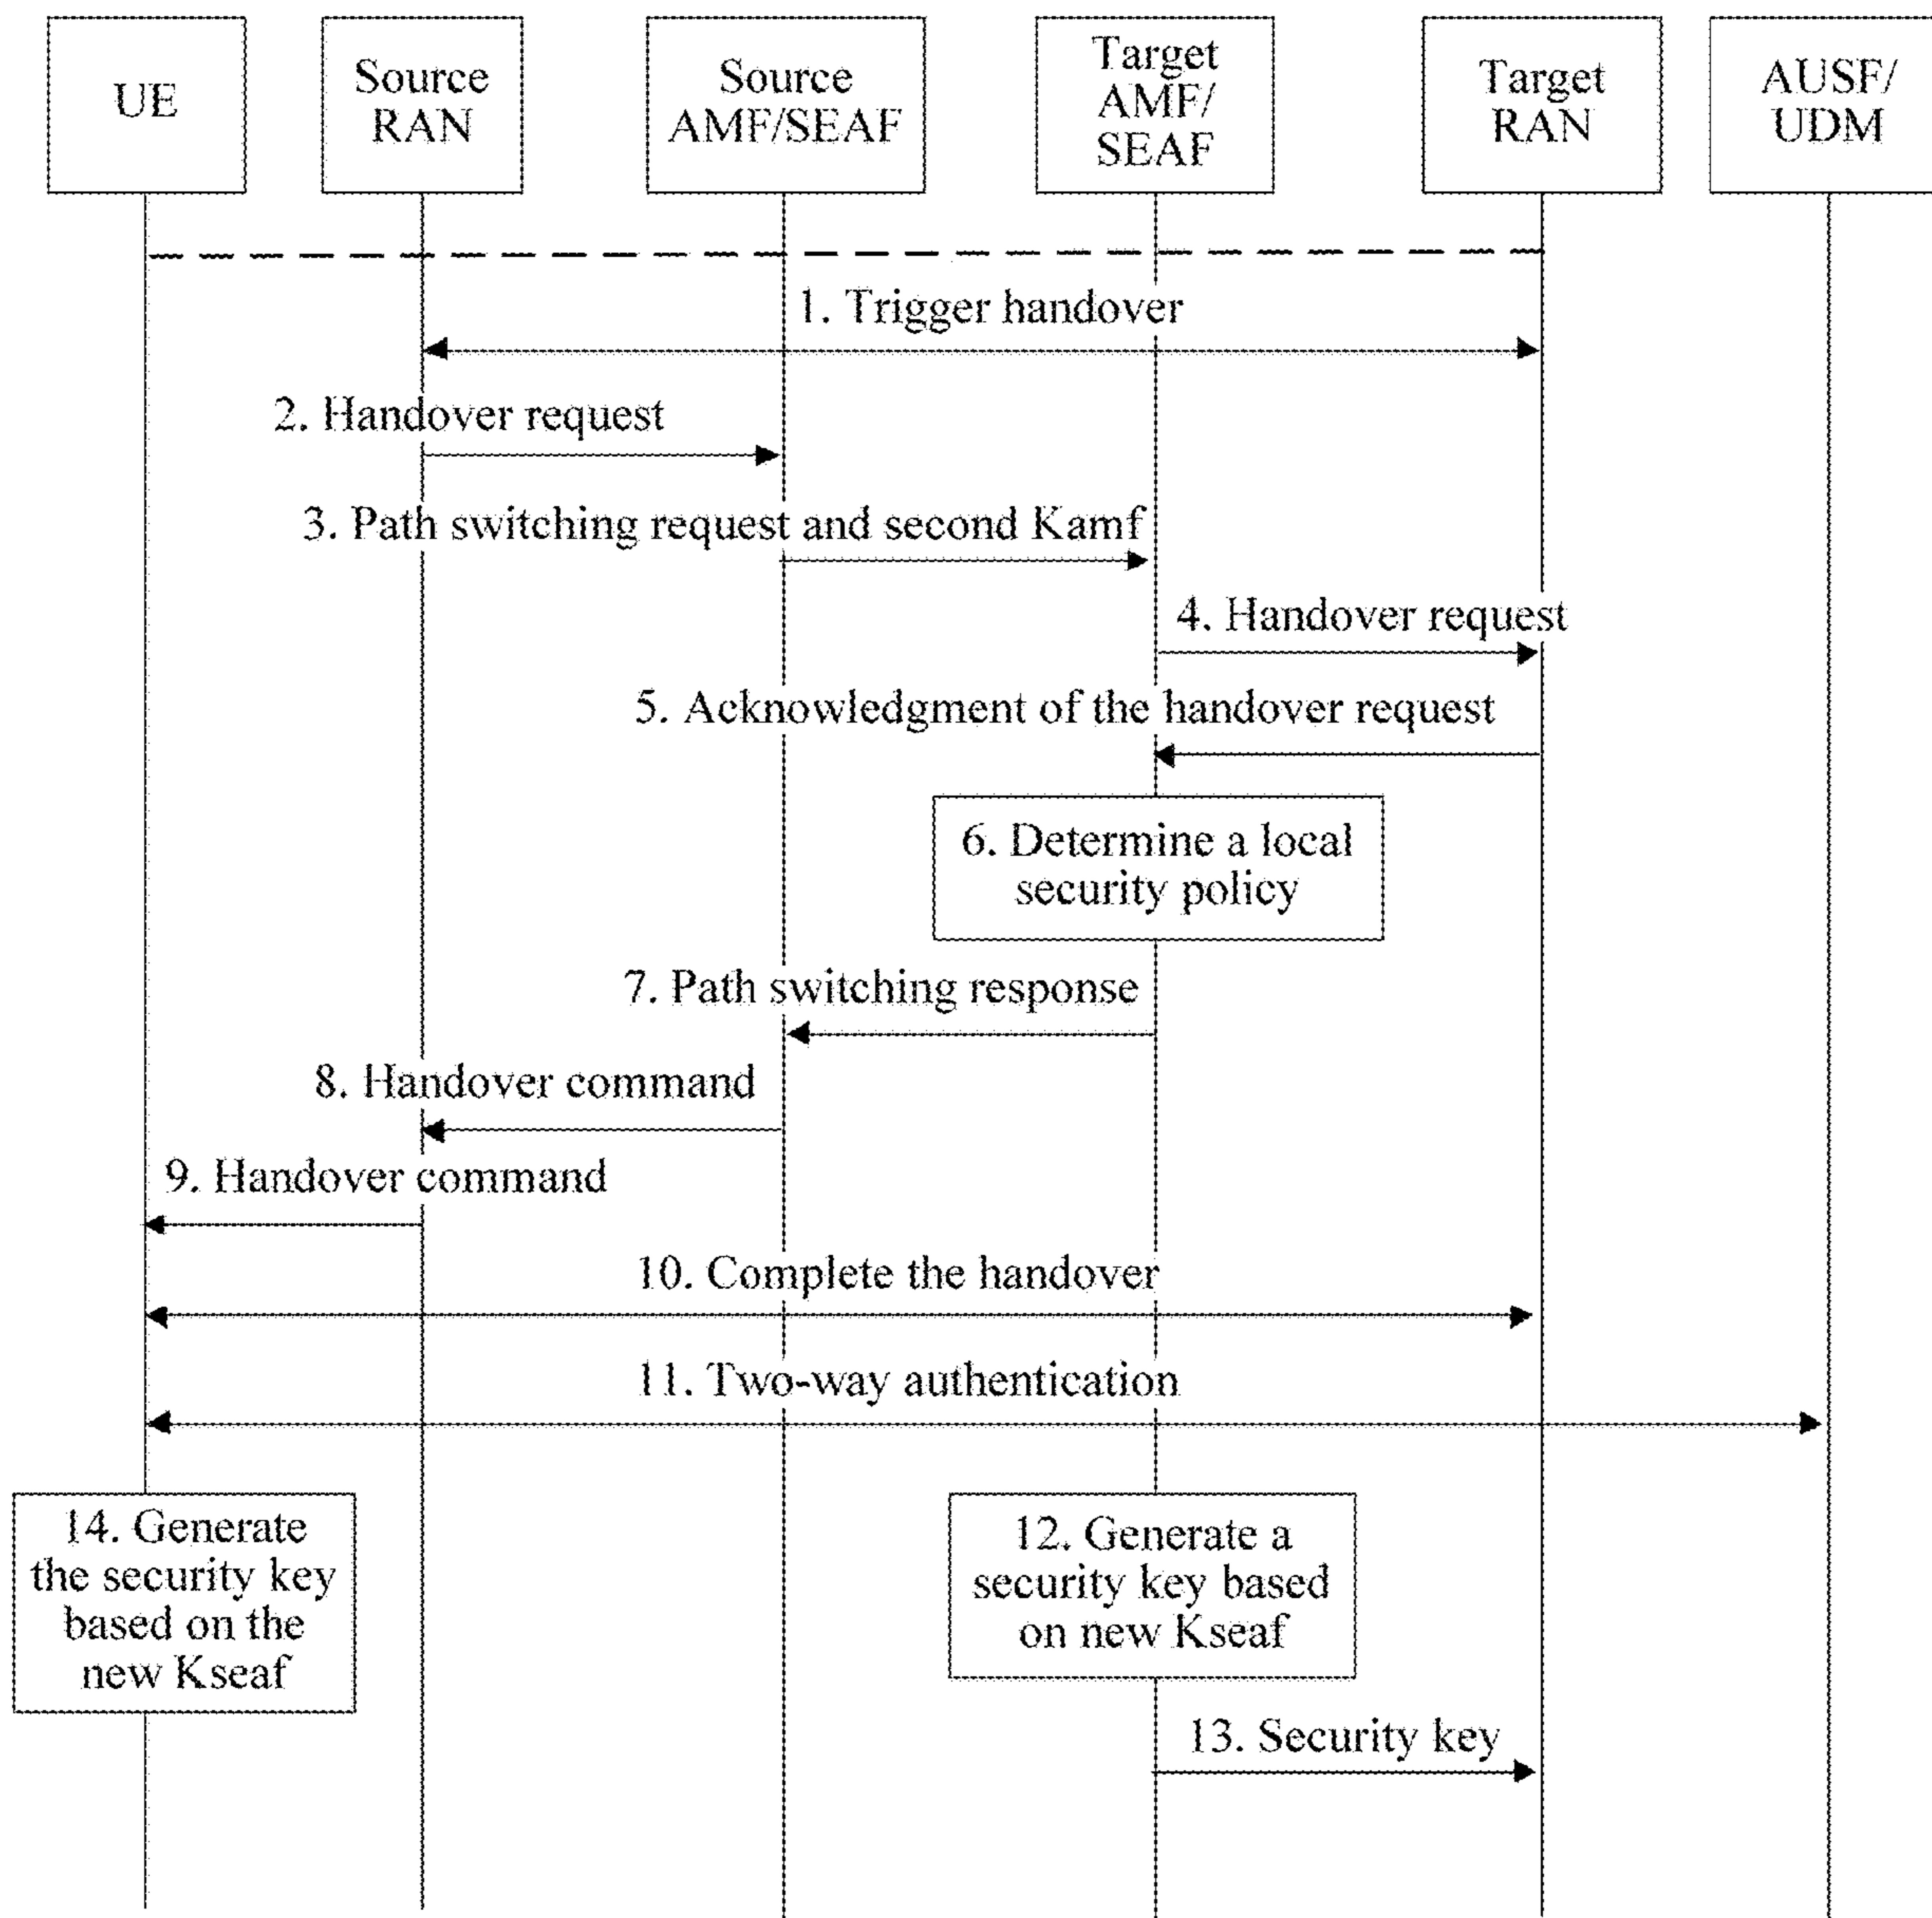 UE
Source
RAN
Source
AMF/SEAF
Target
AMF/
SEAF
Target
RAN
AUSF/
UDM
1. Trigger handover
2. Handover request
3. Path switching request and second Kamf
4. Handover request
5. Acknowledgment of the handover request
6. Determine a local
security policy
7. Path switching response
8. Handover command
9. Handover command
10. Complete the handover
11. Two-way authentication
14. Generate
the security key
based on the
new Kseaf
12. Generate a
security key based
on new Kseaf
13. Security key